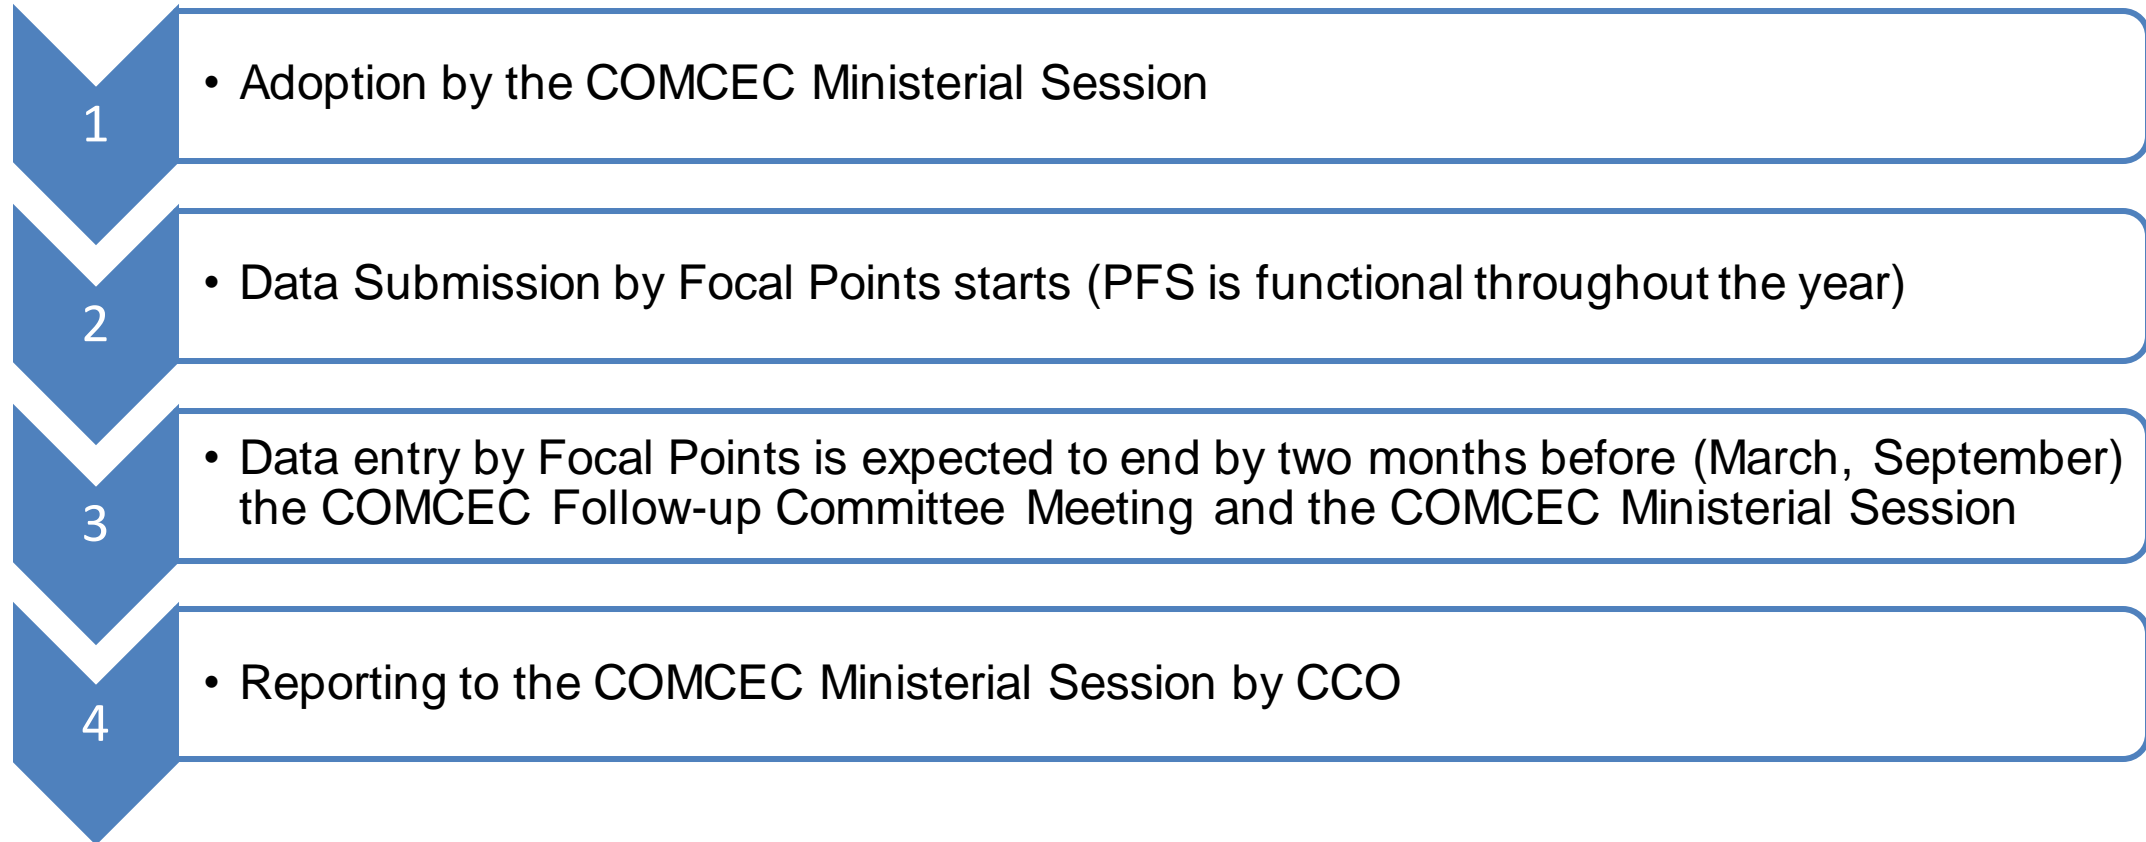 1
• Adoption by the COMCEC Ministerial Session
2
• Data Submission by Focal Points starts (PFS is functional throughout the year)
3
• Data entry by Focal Points is expected to end by two months before (March, September)
the COMCEC Follow-up Committee Meeting and the COMCEC Ministerial Session
4
• Reporting to the COMCEC Ministerial Session by CCO